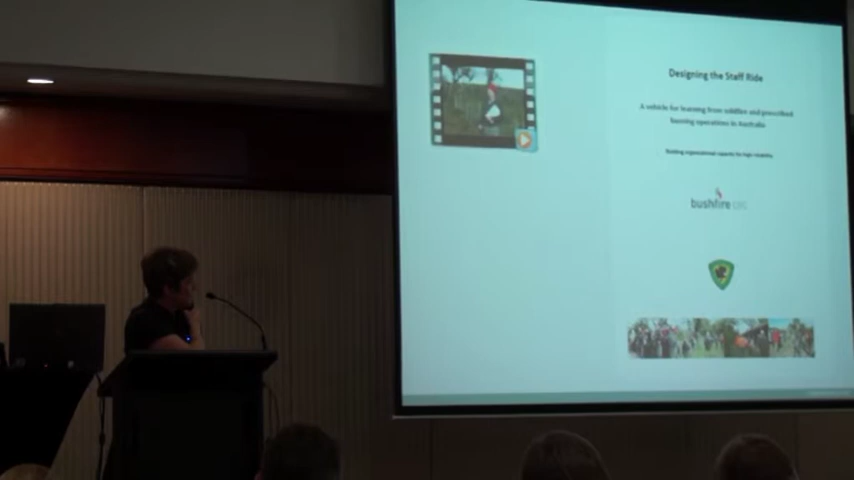 Designing the Staff Ride
A vehicle for learning from wildfire and prescribed
burning operations in Australia
Building organisational capacity for high reliability
bushfire CRC